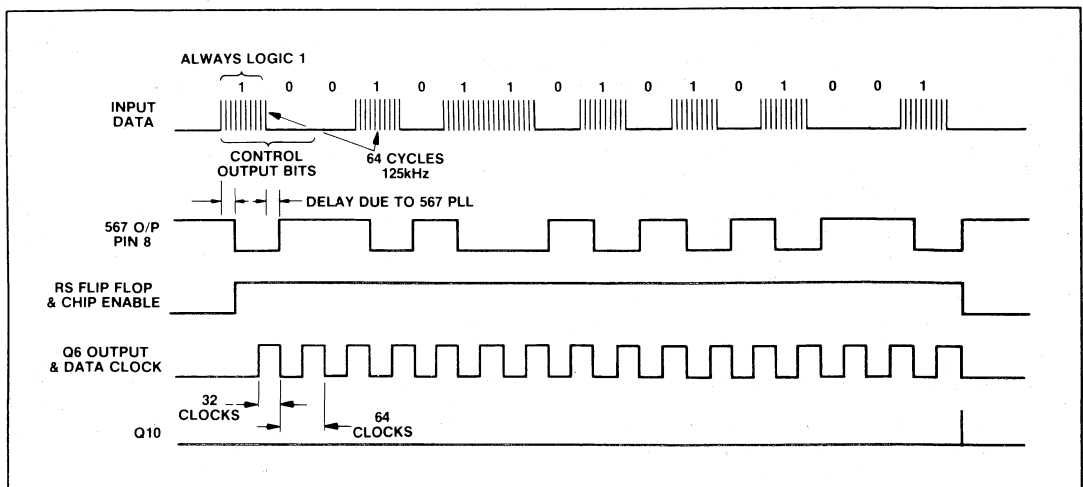 ALWAYS LOGIC 1
1 0 0 1 0 1 1 0 1 0 1 0 1 0 0 1
INPUT
DATA
CONTROL
OUTPUT BITS
64 CYCLES
125kHz
DELAY DUE TO 567 PLL
567 O/P
PIN 8
RS FLIP FLOP
& CHIP ENABLE
Q6 OUTPUT
& DATA CLOCK
32
CLOCKS
64
CLOCKS
Q10